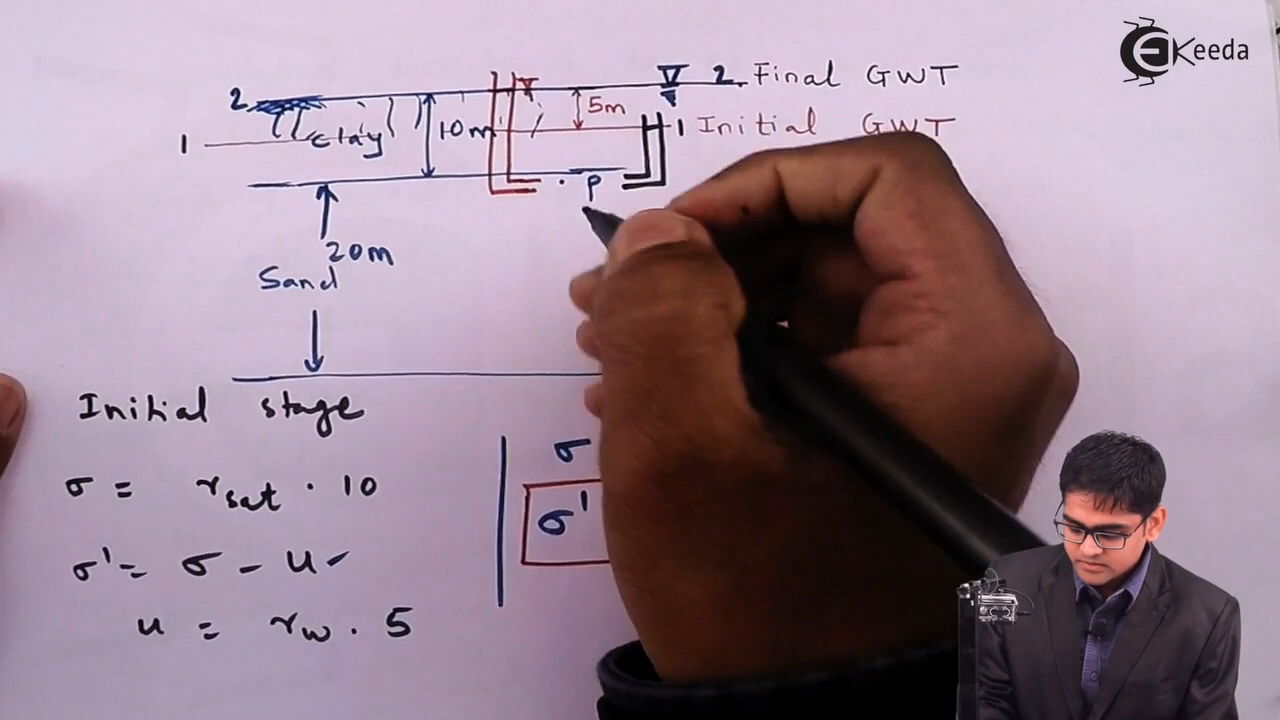 EKeeda
2 2. Final GWT
5m
1 Clay 10m 1 Initial GWT
P
20m
Sand
Initial stage
σ = γsat · 10
σ
σ' = σ - u
σ'
u = γw · 5